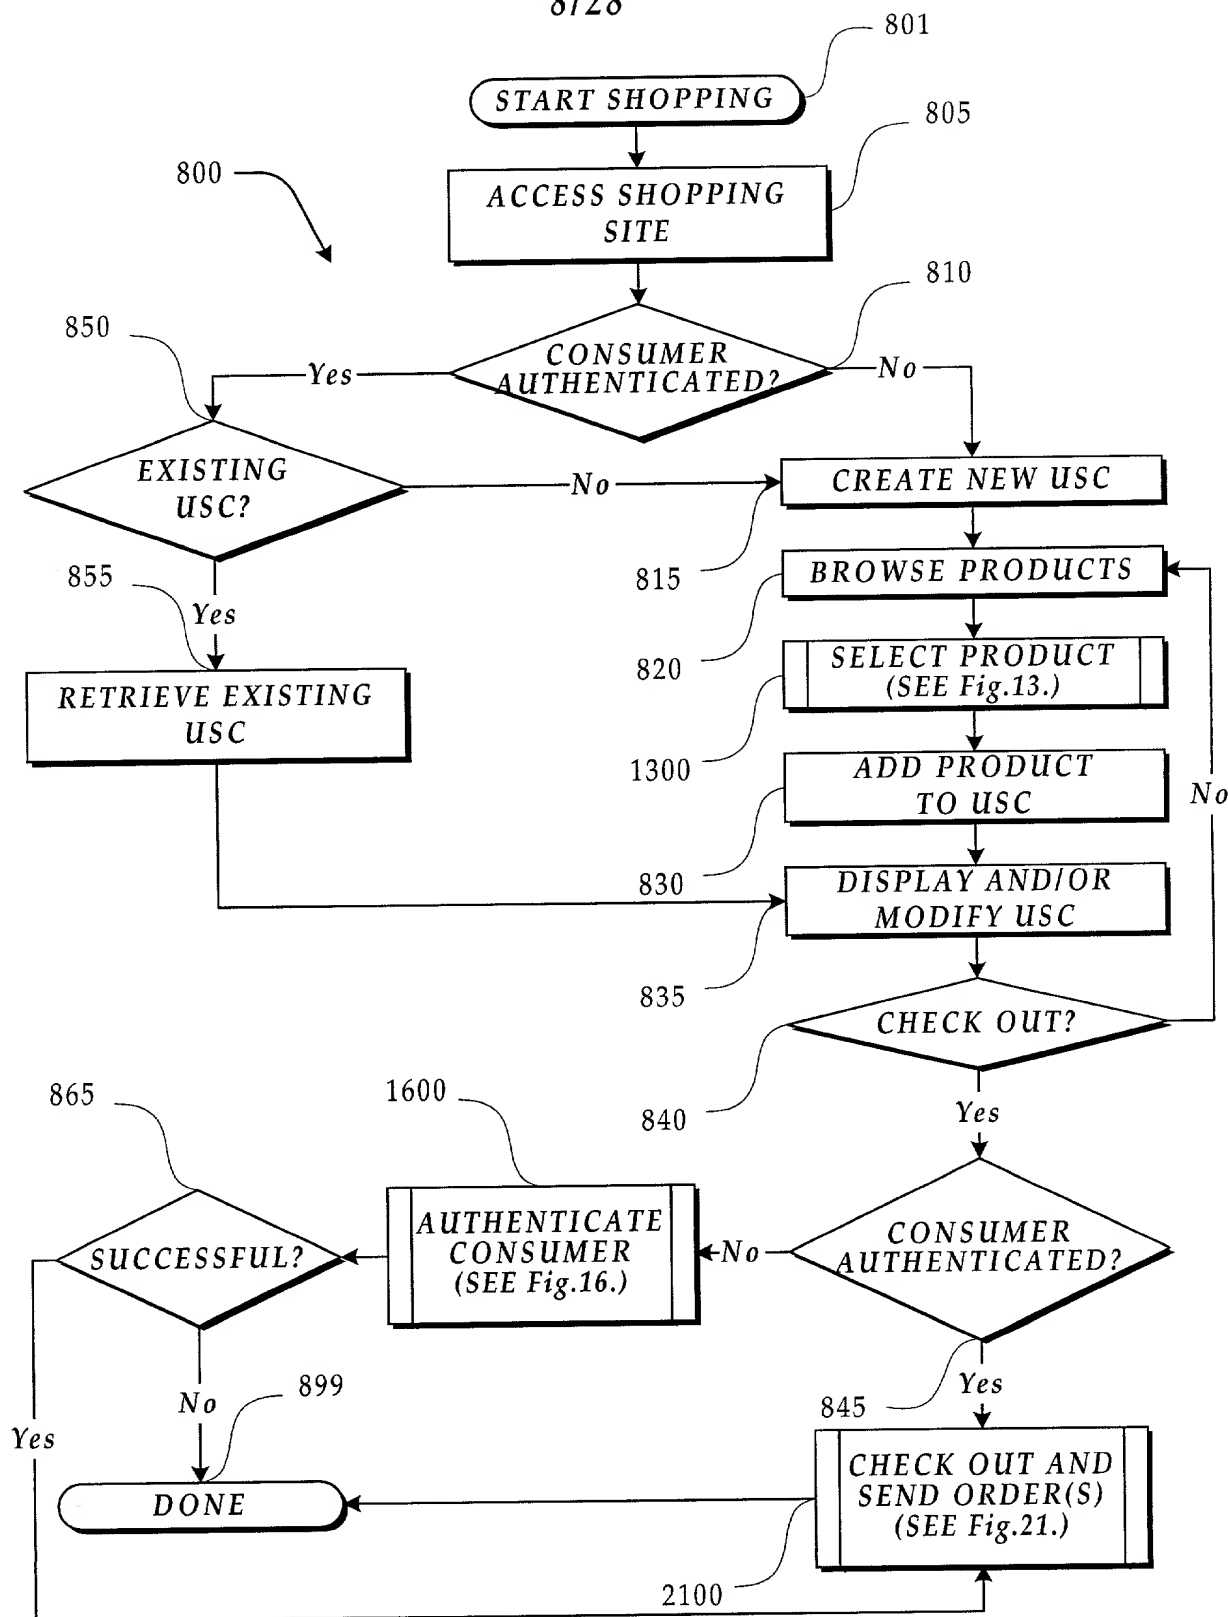 8/28
801
START SHOPPING
805
800
ACCESS SHOPPING
SITE
810
850
CONSUMER
AUTHENTICATED?
Yes
No
EXISTING
USC?
No
CREATE NEW USC
855
815
BROWSE PRODUCTS
Yes
820
SELECT PRODUCT
(SEE Fig.13.)
RETRIEVE EXISTING
USC
1300
ADD PRODUCT
TO USC
No
830
DISPLAY AND/OR
MODIFY USC
835
CHECK OUT?
865
1600
840
Yes
AUTHENTICATE
CONSUMER
(SEE Fig.16.)
SUCCESSFUL?
No
CONSUMER
AUTHENTICATED?
899
No
Yes
845
Yes
CHECK OUT AND
SEND ORDER(S)
(SEE Fig.21.)
DONE
2100